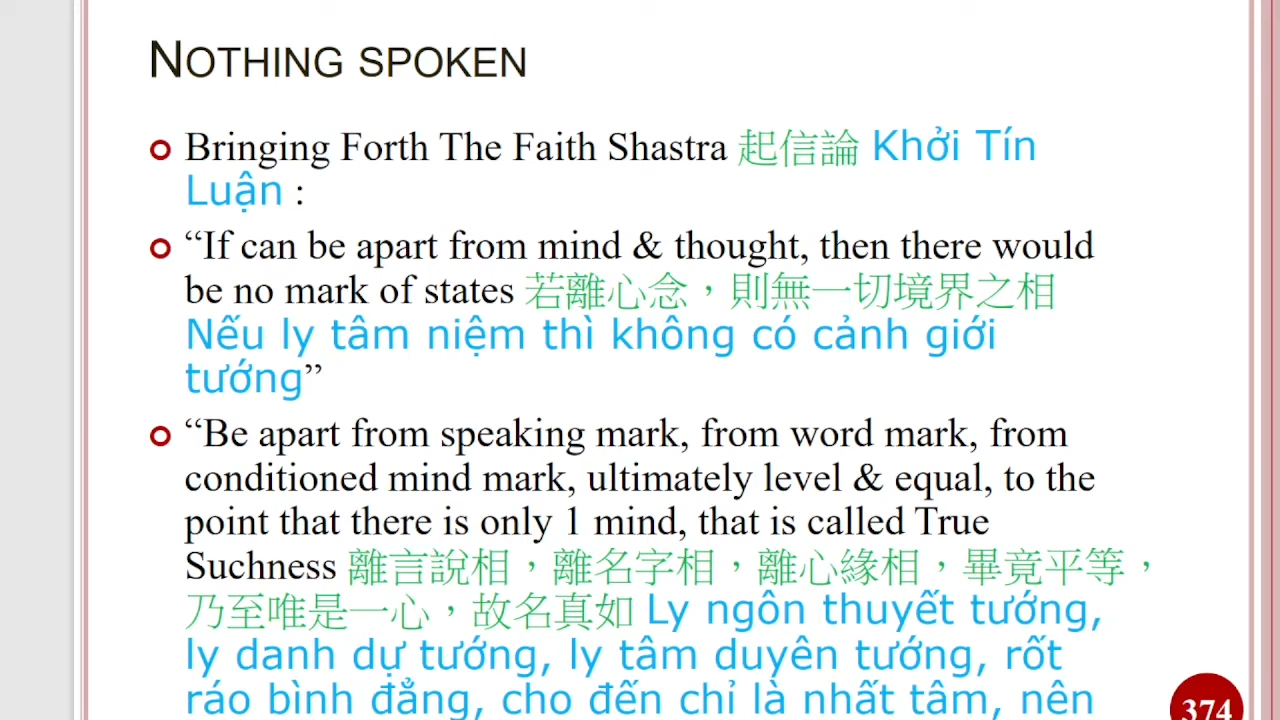 NOTHING SPOKEN
Bringing Forth The Faith Shastra 起信論 Khởi Tín
Luận :
“If can be apart from mind & thought, then there would
be no mark of states 若離心念，則無一切境界之相
Nếu ly tâm niệm thì không có cảnh giới
tướng”
“Be apart from speaking mark, from word mark, from
conditioned mind mark, ultimately level & equal, to the
point that there is only 1 mind, that is called True
Suchness 離言說相，離名字相，離心緣相，畢竟平等，
乃至唯是一心，故名真如 Ly ngôn thuyết tướng,
ly danh dự tướng, ly tâm duyên tướng, rốt
ráo bình đẳng, cho đến chỉ là nhất tâm, nên
374